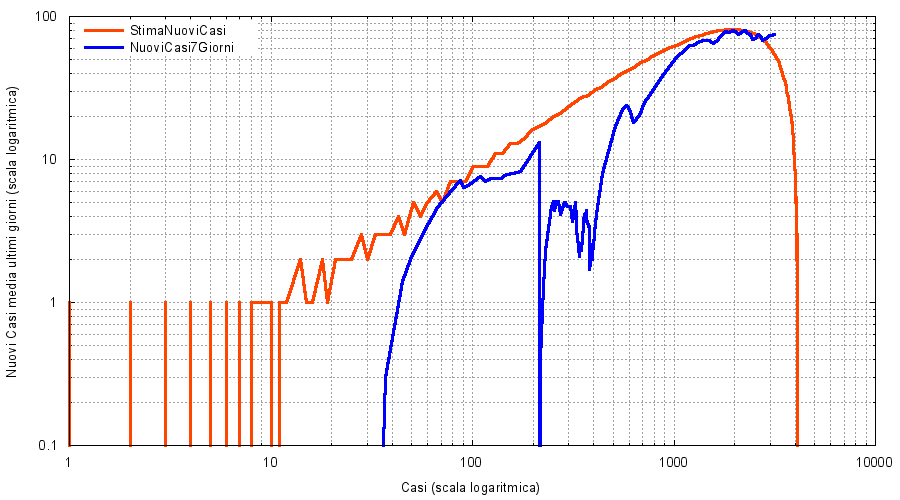 100
StimaNuoviCasi
NuoviCasi7Giorni
10
1
0.1
Nuovi Casi media ultimi giorni (scala logaritmica)
1 10 100 1000 10000
Casi (scala logaritmica)